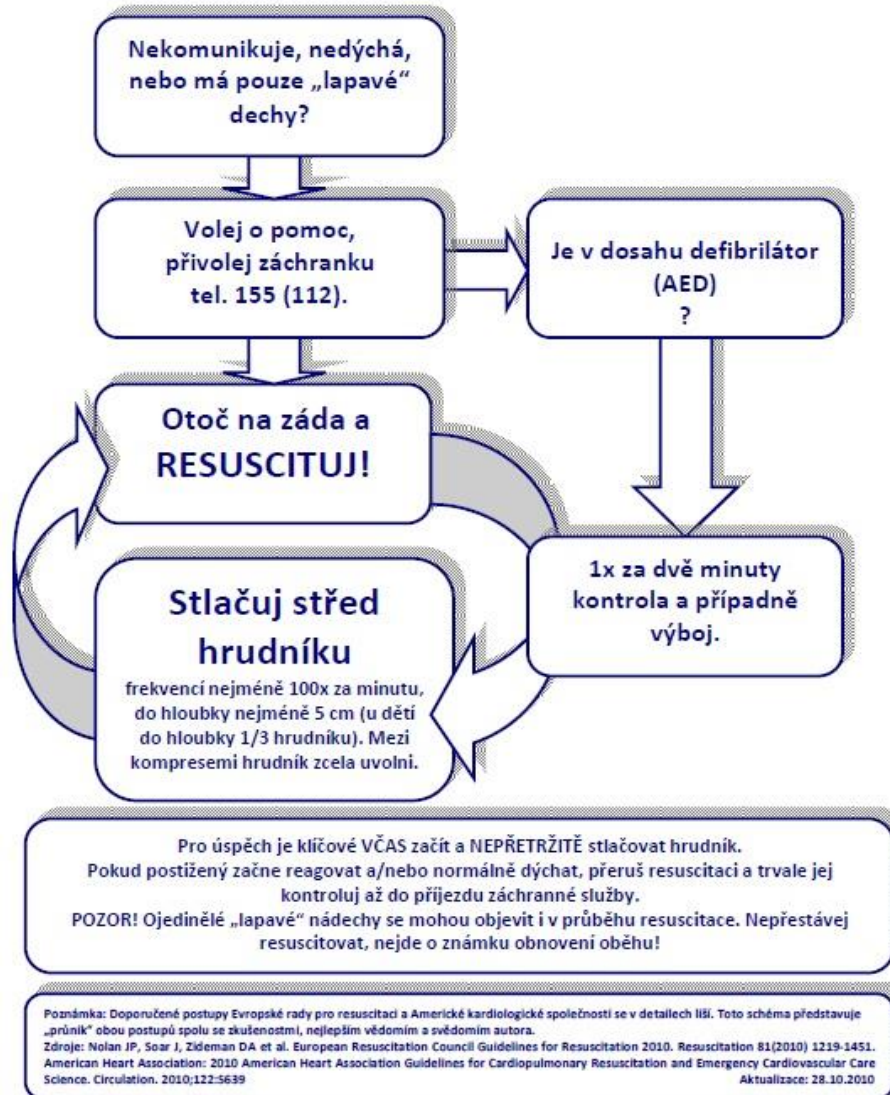 Nekomunikuje, nedýchá,
nebo má pouze „lapavé“
dechy?
Volej o pomoc,
přivolej záchranku
tel. 155 (112).
Je v dosahu defibrilátor
(AED)
?
Otoč na záda a
RESUSCITUJ!
1x za dvě minuty
kontrola a případně
výboj.
Stlačuj střed
hrudníku
frekvencí nejméně 100x za minutu,
do hloubky nejméně 5 cm (u dětí
do hloubky 1/3 hrudníku). Mezi
kompresemi hrudník zcela uvolni.
Pro úspěch je klíčové VČAS začít a NEPŘETRŽITĚ stlačovat hrudník.
Pokud postižený začne reagovat a/nebo normálně dýchat, přeruš resuscitaci a trvale jej
kontroluj až do příjezdu záchranné služby.
POZOR! Ojedinělé „lapavé“ nádechy se mohou objevit i v průběhu resuscitace. Nepřestávej
resuscitovat, nejde o známku obnovení oběhu!
Poznámka: Doporučené postupy Evropské rady pro resuscitaci a Americké kardiologické společnosti se v detailech liší. Toto schéma představuje
„průnik“ obou postupů spolu se zkušenostmi, nejlepším vědomím a svědomím autora.
Zdroje: Nolan JP, Soar J, Zideman DA et al. European Resuscitation Council Guidelines for Resuscitation 2010. Resuscitation 81(2010) 1219-1451.
American Heart Association: 2010 American Heart Association Guidelines for Cardiopulmonary Resuscitation and Emergency Cardiovascular Care
Science. Circulation. 2010;122:S639 Aktualizace: 28.10.2010